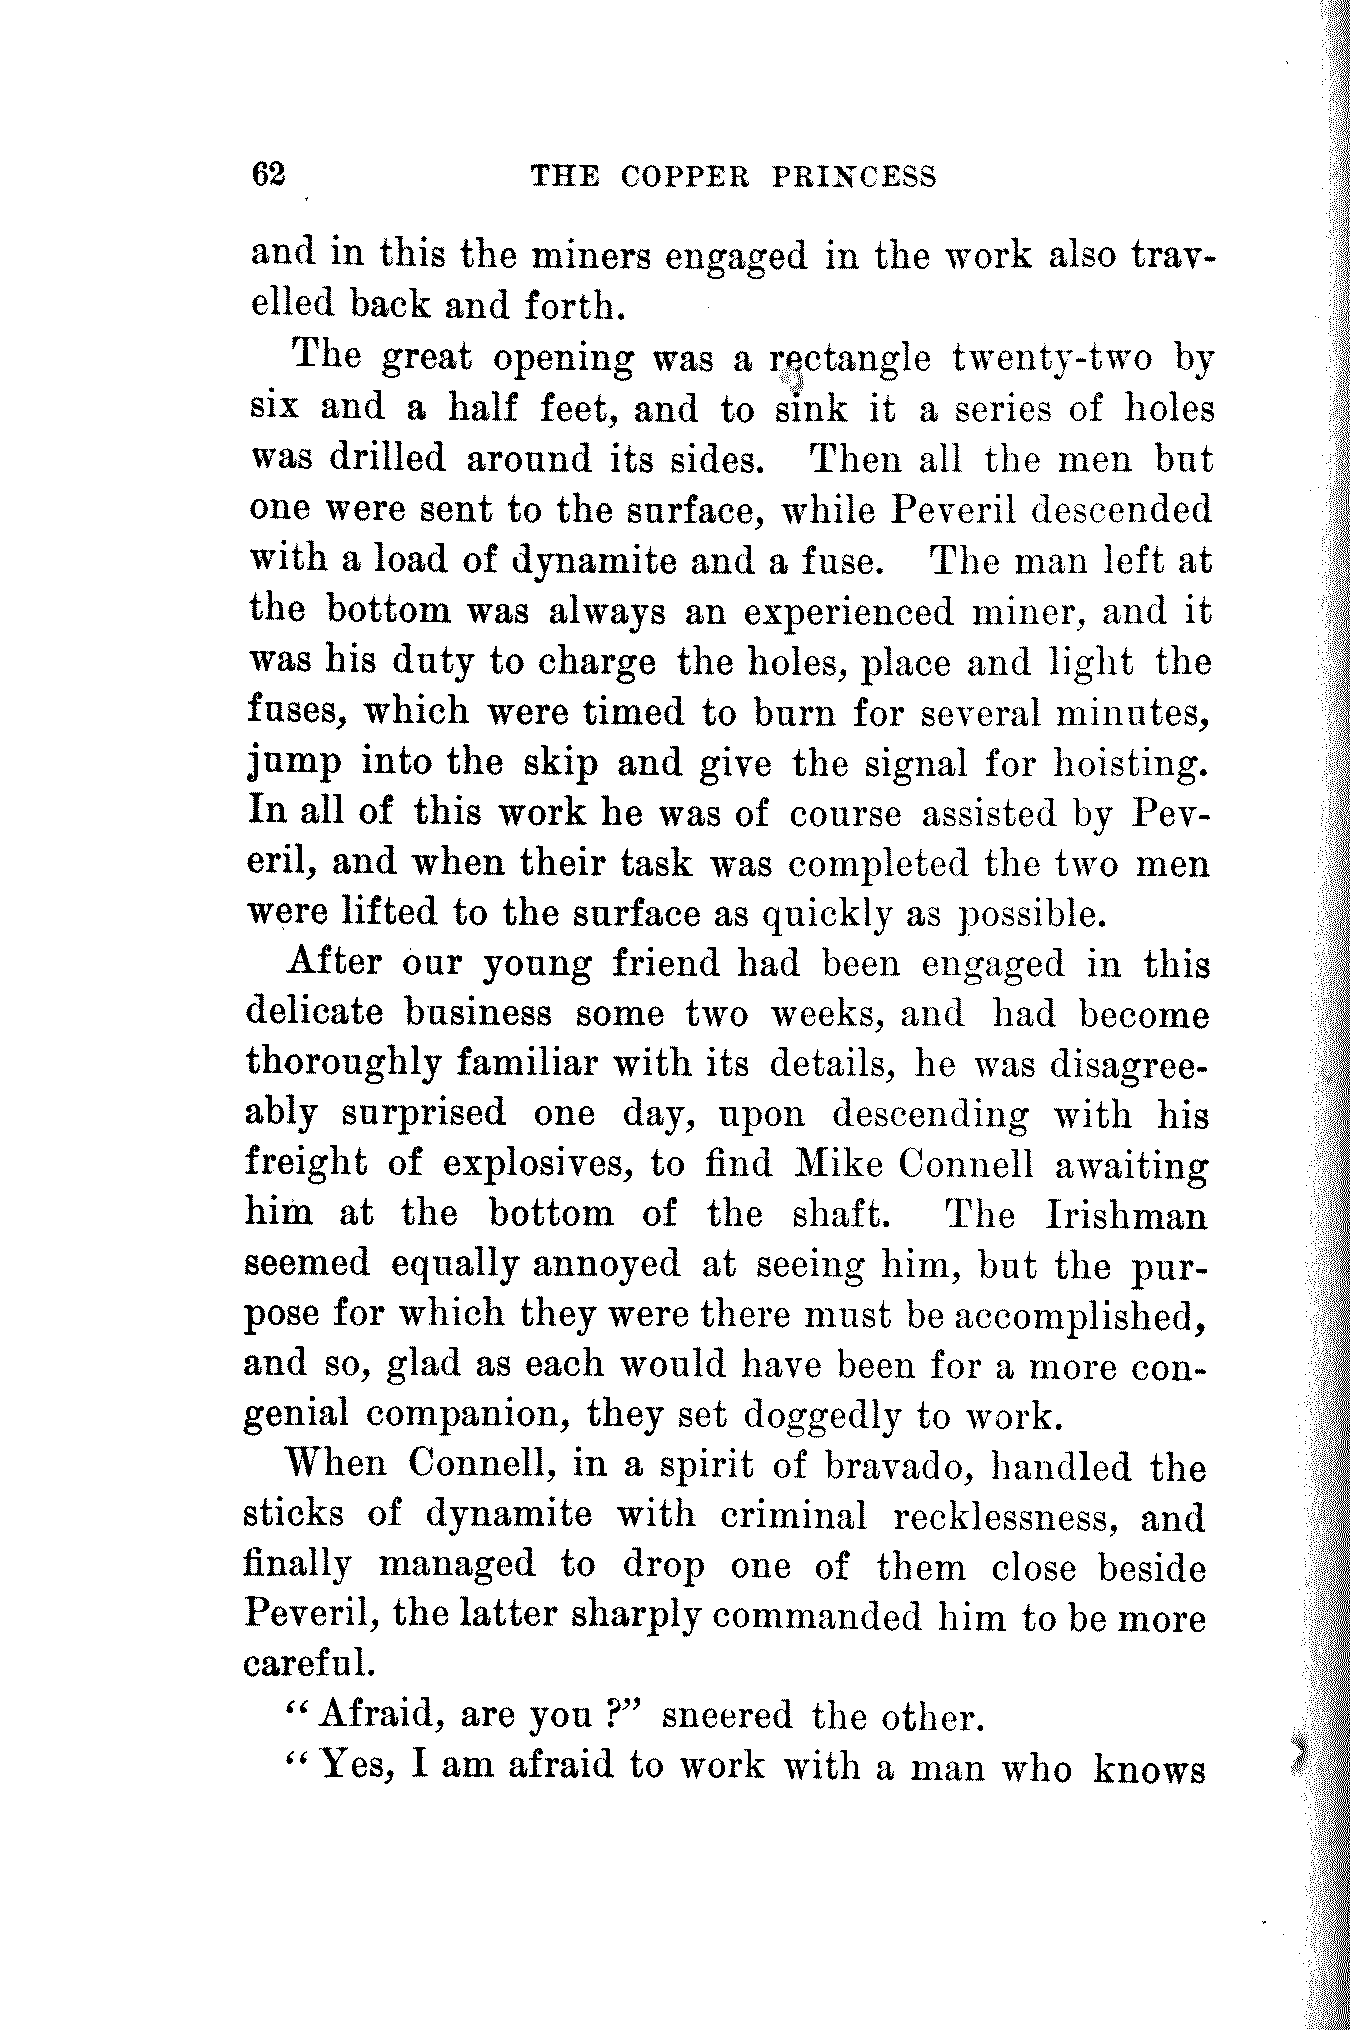 62 THE COPPER PRINCESS
and in this the miners engaged in the work also trav-
elled back and forth.
The great opening was a rectangle twenty-two by
six and a half feet, and to sink it a series of holes
was drilled around its sides. Then all the men but
one were sent to the surface, while Peveril descended
with a load of dynamite and a fuse. The man left at
the bottom was always an experienced miner, and it
was his duty to charge the holes, place and light the
fuses, which were timed to burn for several minutes,
jump into the skip and give the signal for hoisting.
In all of this work he was of course assisted by Pev-
eril, and when their task was completed the two men
were lifted to the surface as quickly as possible.
After our young friend had been engaged in this
delicate business some two weeks, and had become
thoroughly familiar with its details, he was disagree-
ably surprised one day, upon descending with his
freight of explosives, to find Mike Connell awaiting
him at the bottom of the shaft. The Irishman
seemed equally annoyed at seeing him, but the pur-
pose for which they were there must be accomplished,
and so, glad as each would have been for a more con-
genial companion, they set doggedly to work.
When Connell, in a spirit of bravado, handled the
sticks of dynamite with criminal recklessness, and
finally managed to drop one of them close beside
Peveril, the latter sharply commanded him to be more
careful.
“Afraid, are you ?” sneered the other.
“Yes, I am afraid to work with a man who knows